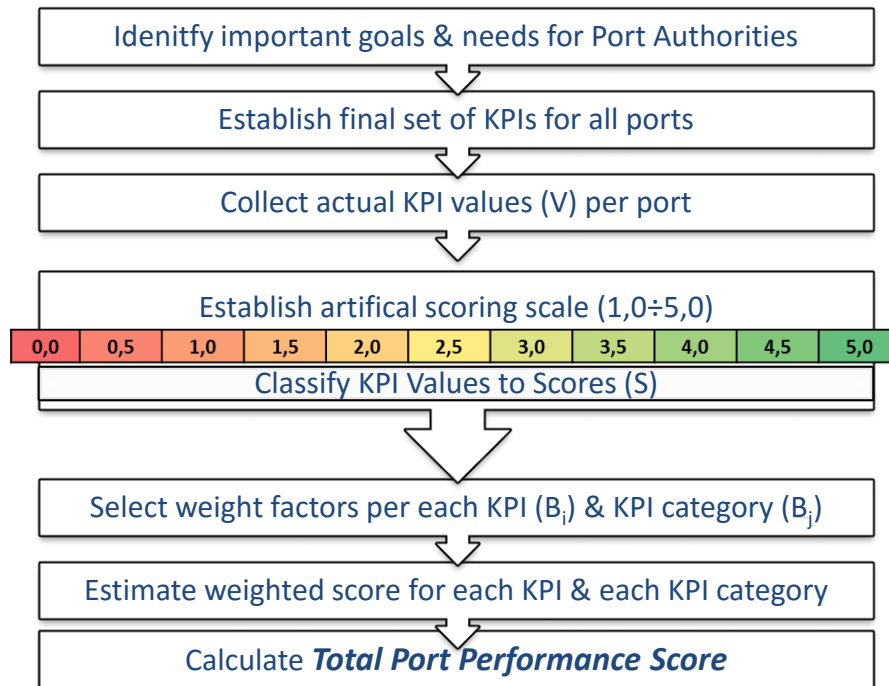 Idenitfy important goals & needs for Port Authorities
Establish final set of KPIs for all ports
Collect actual KPI values (V) per port
Establish artifical scoring scale (1,0÷5,0)
0,0 0,5 1,0 1,5 2,0 2,5 3,0 3,5 4,0 4,5 5,0
Classify KPI Values to Scores (S)
Select weight factors per each KPI (Bi) & KPI category (Bj)
Estimate weighted score for each KPI & each KPI category
Calculate Total Port Performance Score